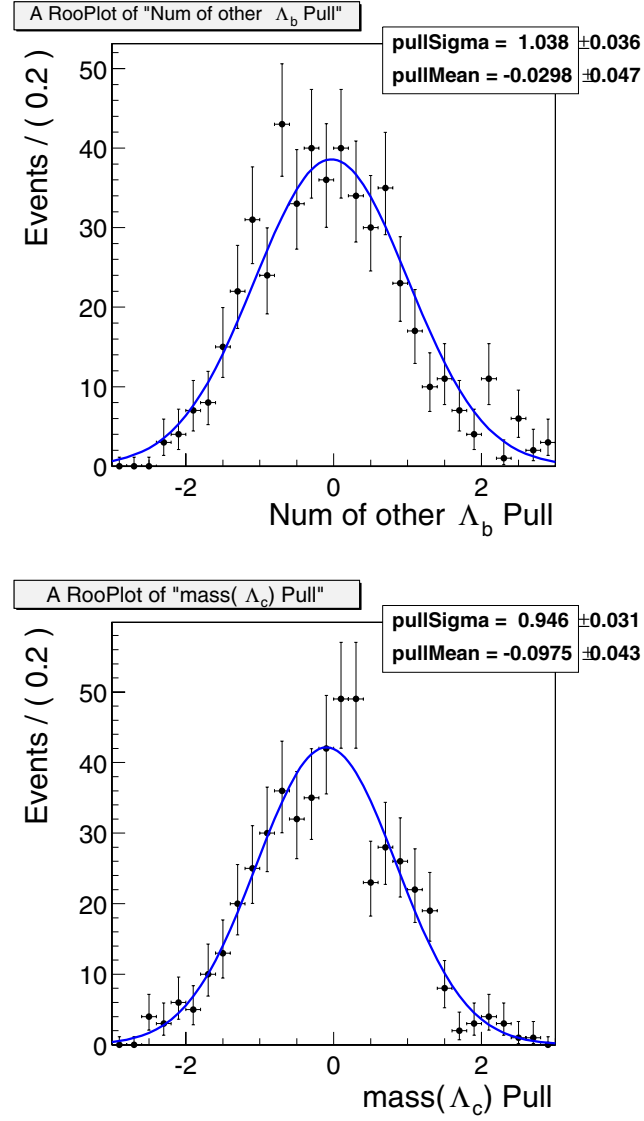 A RooPlot of "Num of other Λb Pull"
pullSigma = 1.038 ±0.036
pullMean = -0.0298 ±0.047
Events / ( 0.2 )
50
40
30
20
10
0
-2 0 2
Num of other Λb Pull
A RooPlot of "mass( Λc) Pull"
pullSigma = 0.946 ±0.031
pullMean = -0.0975 ±0.043
Events / ( 0.2 )
50
40
30
20
10
0
-2 0 2
mass(Λc) Pull